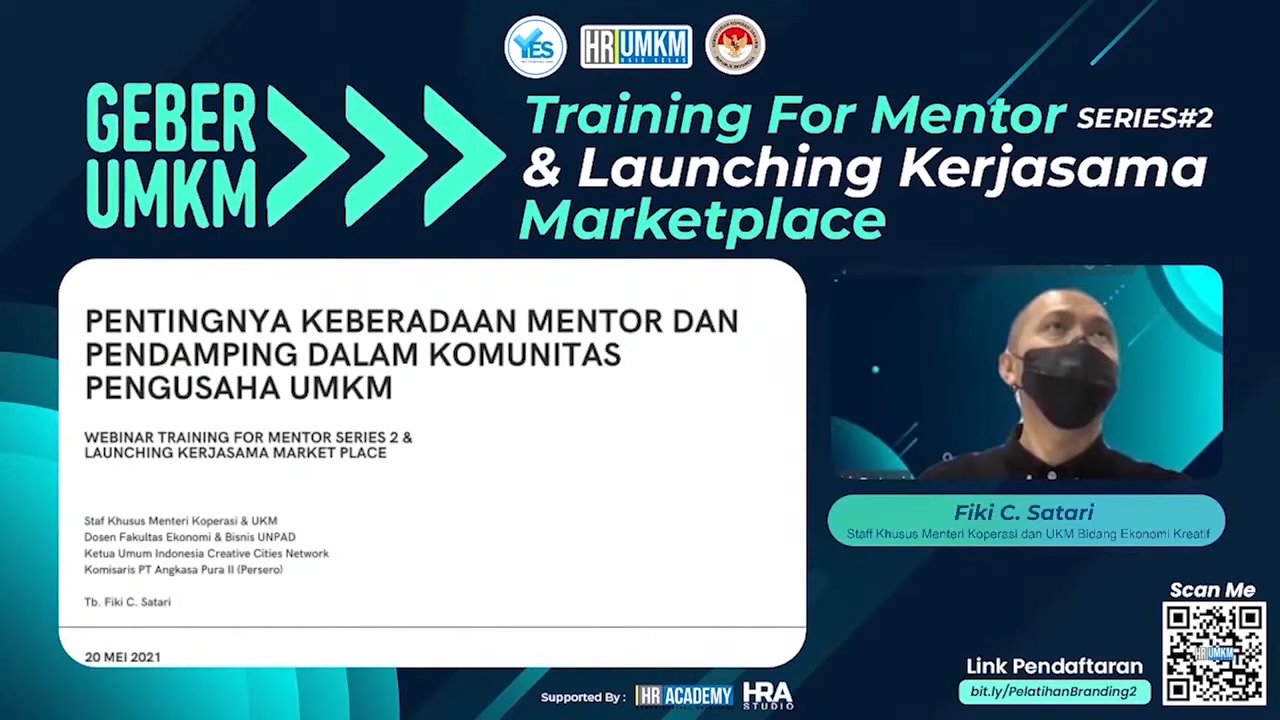 YES
HR UMKM
NAIK KELAS
GEBER
UMKM
Training For Mentor SERIES#2
& Launching Kerjasama
Marketplace
PENTINGNYA KEBERADAAN MENTOR DAN
PENDAMPING DALAM KOMUNITAS
PENGUSAHA UMKM
WEBINAR TRAINING FOR MENTOR SERIES 2 &
LAUNCHING KERJASAMA MARKET PLACE
Staf Khusus Menteri Koperasi & UKM
Dosen Fakultas Ekonomi & Bisnis UNPAD
Ketua Umum Indonesia Creative Cities Network
Komisaris PT Angkasa Pura II (Persero)
Tb. Fiki C. Satari
20 MEI 2021
Fiki C. Satari
Staff Khusus Menteri Koperasi dan UKM Bidang Ekonomi Kreatif
Scan Me
HR UMKM
Link Pendaftaran
bit.ly/PelatihanBranding2
Supported By : HR ACADEMY HRA
STUDIO